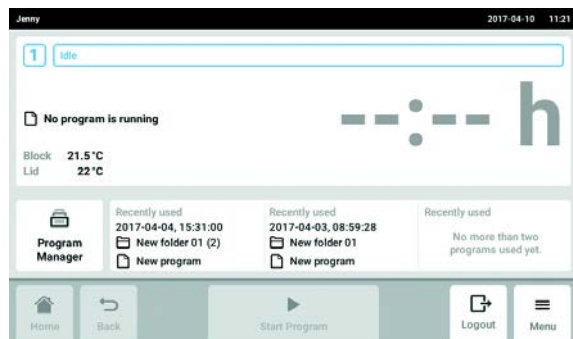 Jenny 2017-04-10 11:21
1 Idle
--:-- h
No program is running
Block 21.5°C
Lid 22°C
Program Manager
Recently used
2017-04-04, 15:31:00
New folder 01 (2)
New program
Recently used
2017-04-03, 08:59:28
New folder 01
New program
Recently used
No more than two
programs used yet.
Home
Back
Start Program
Logout
Menu